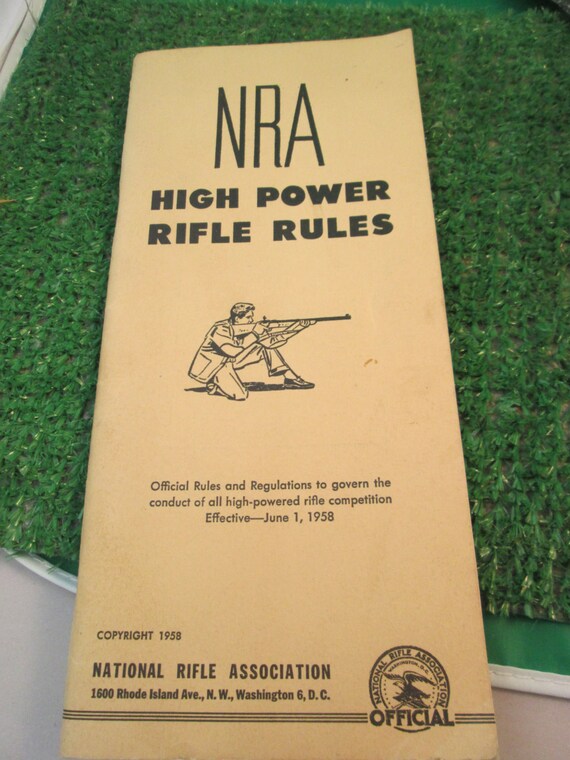 NRA
HIGH POWER
RIFLE RULES
Official Rules and Regulations to govern the
conduct of all high-powered rifle competition
Effective—June 1, 1958
COPYRIGHT 1958
NATIONAL RIFLE ASSOCIATION
1600 Rhode Island Ave., N. W., Washington 6, D. C.
NATIONAL RIFLE ASSOCIATION
WASHINGTON, D.C.
OFFICIAL